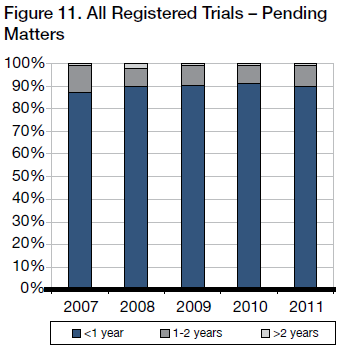 Figure 11. All Registered Trials – Pending
Matters
100%
90%
80%
70%
60%
50%
40%
30%
20%
10%
0%
2007 2008 2009 2010 2011
<1 year 1-2 years >2 years